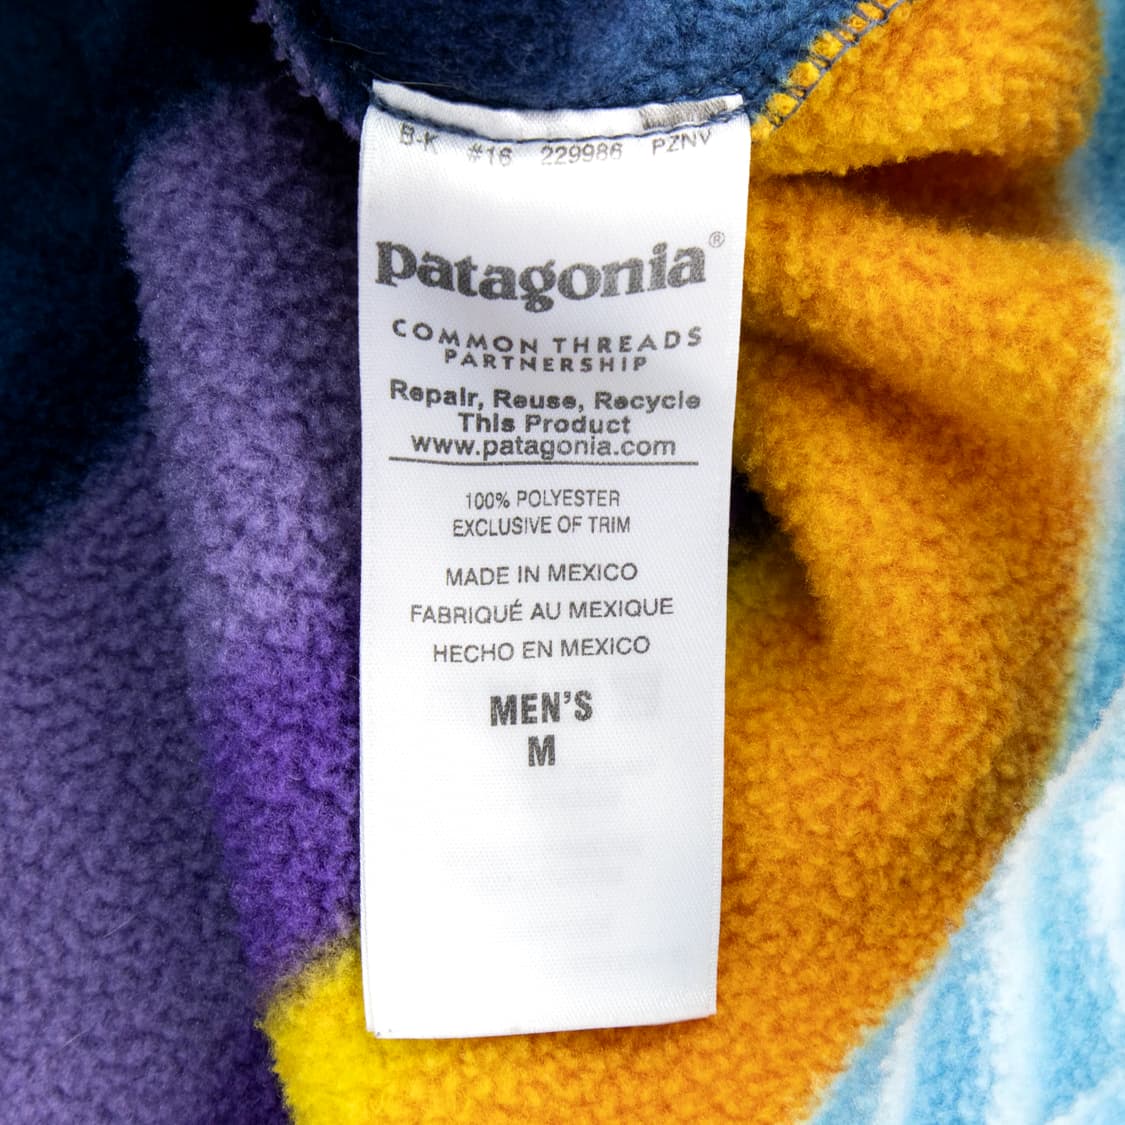 B-K #16 229986 PZNV
patagonia®
COMMON THREADS
PARTNERSHIP
Repair, Reuse, Recycle
This Product
www.patagonia.com
100% POLYESTER
EXCLUSIVE OF TRIM
MADE IN MEXICO
FABRIQUÉ AU MEXIQUE
HECHO EN MEXICO
MEN'S
M